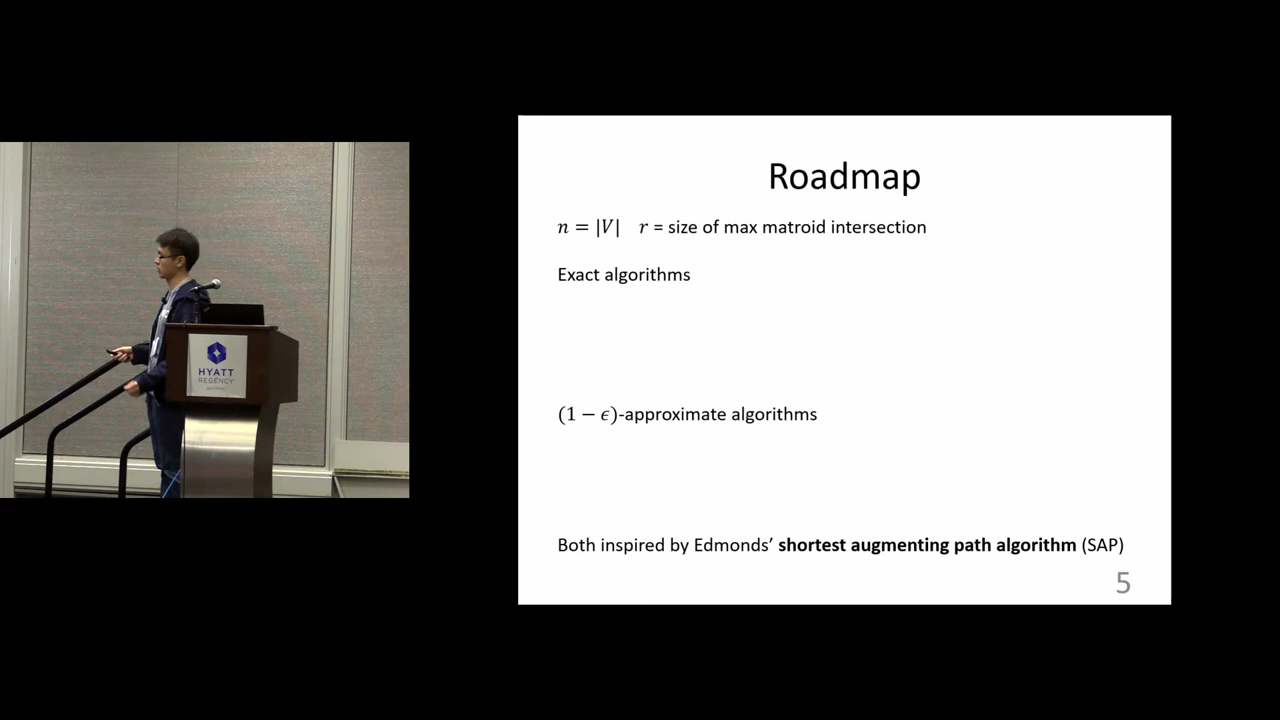 HYATT
REGENCY
Roadmap
n = |V| r = size of max matroid intersection
Exact algorithms
(1 − ϵ)-approximate algorithms
Both inspired by Edmonds’ shortest augmenting path algorithm (SAP)
5